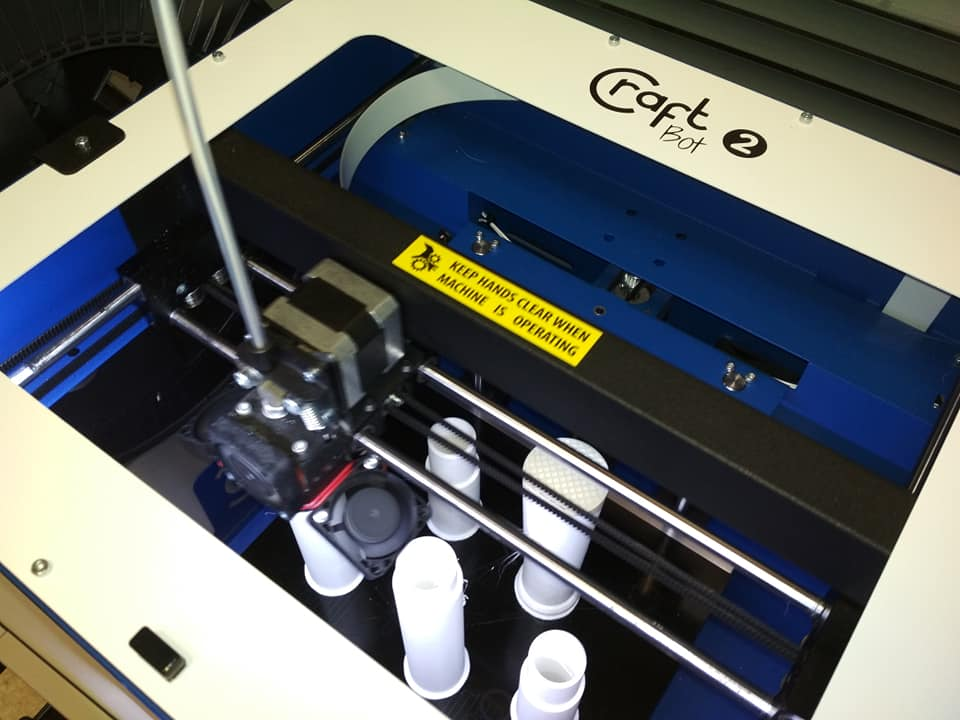 Craft
Bot 2
KEEP HANDS CLEAR WHEN
MACHINE IS OPERATING